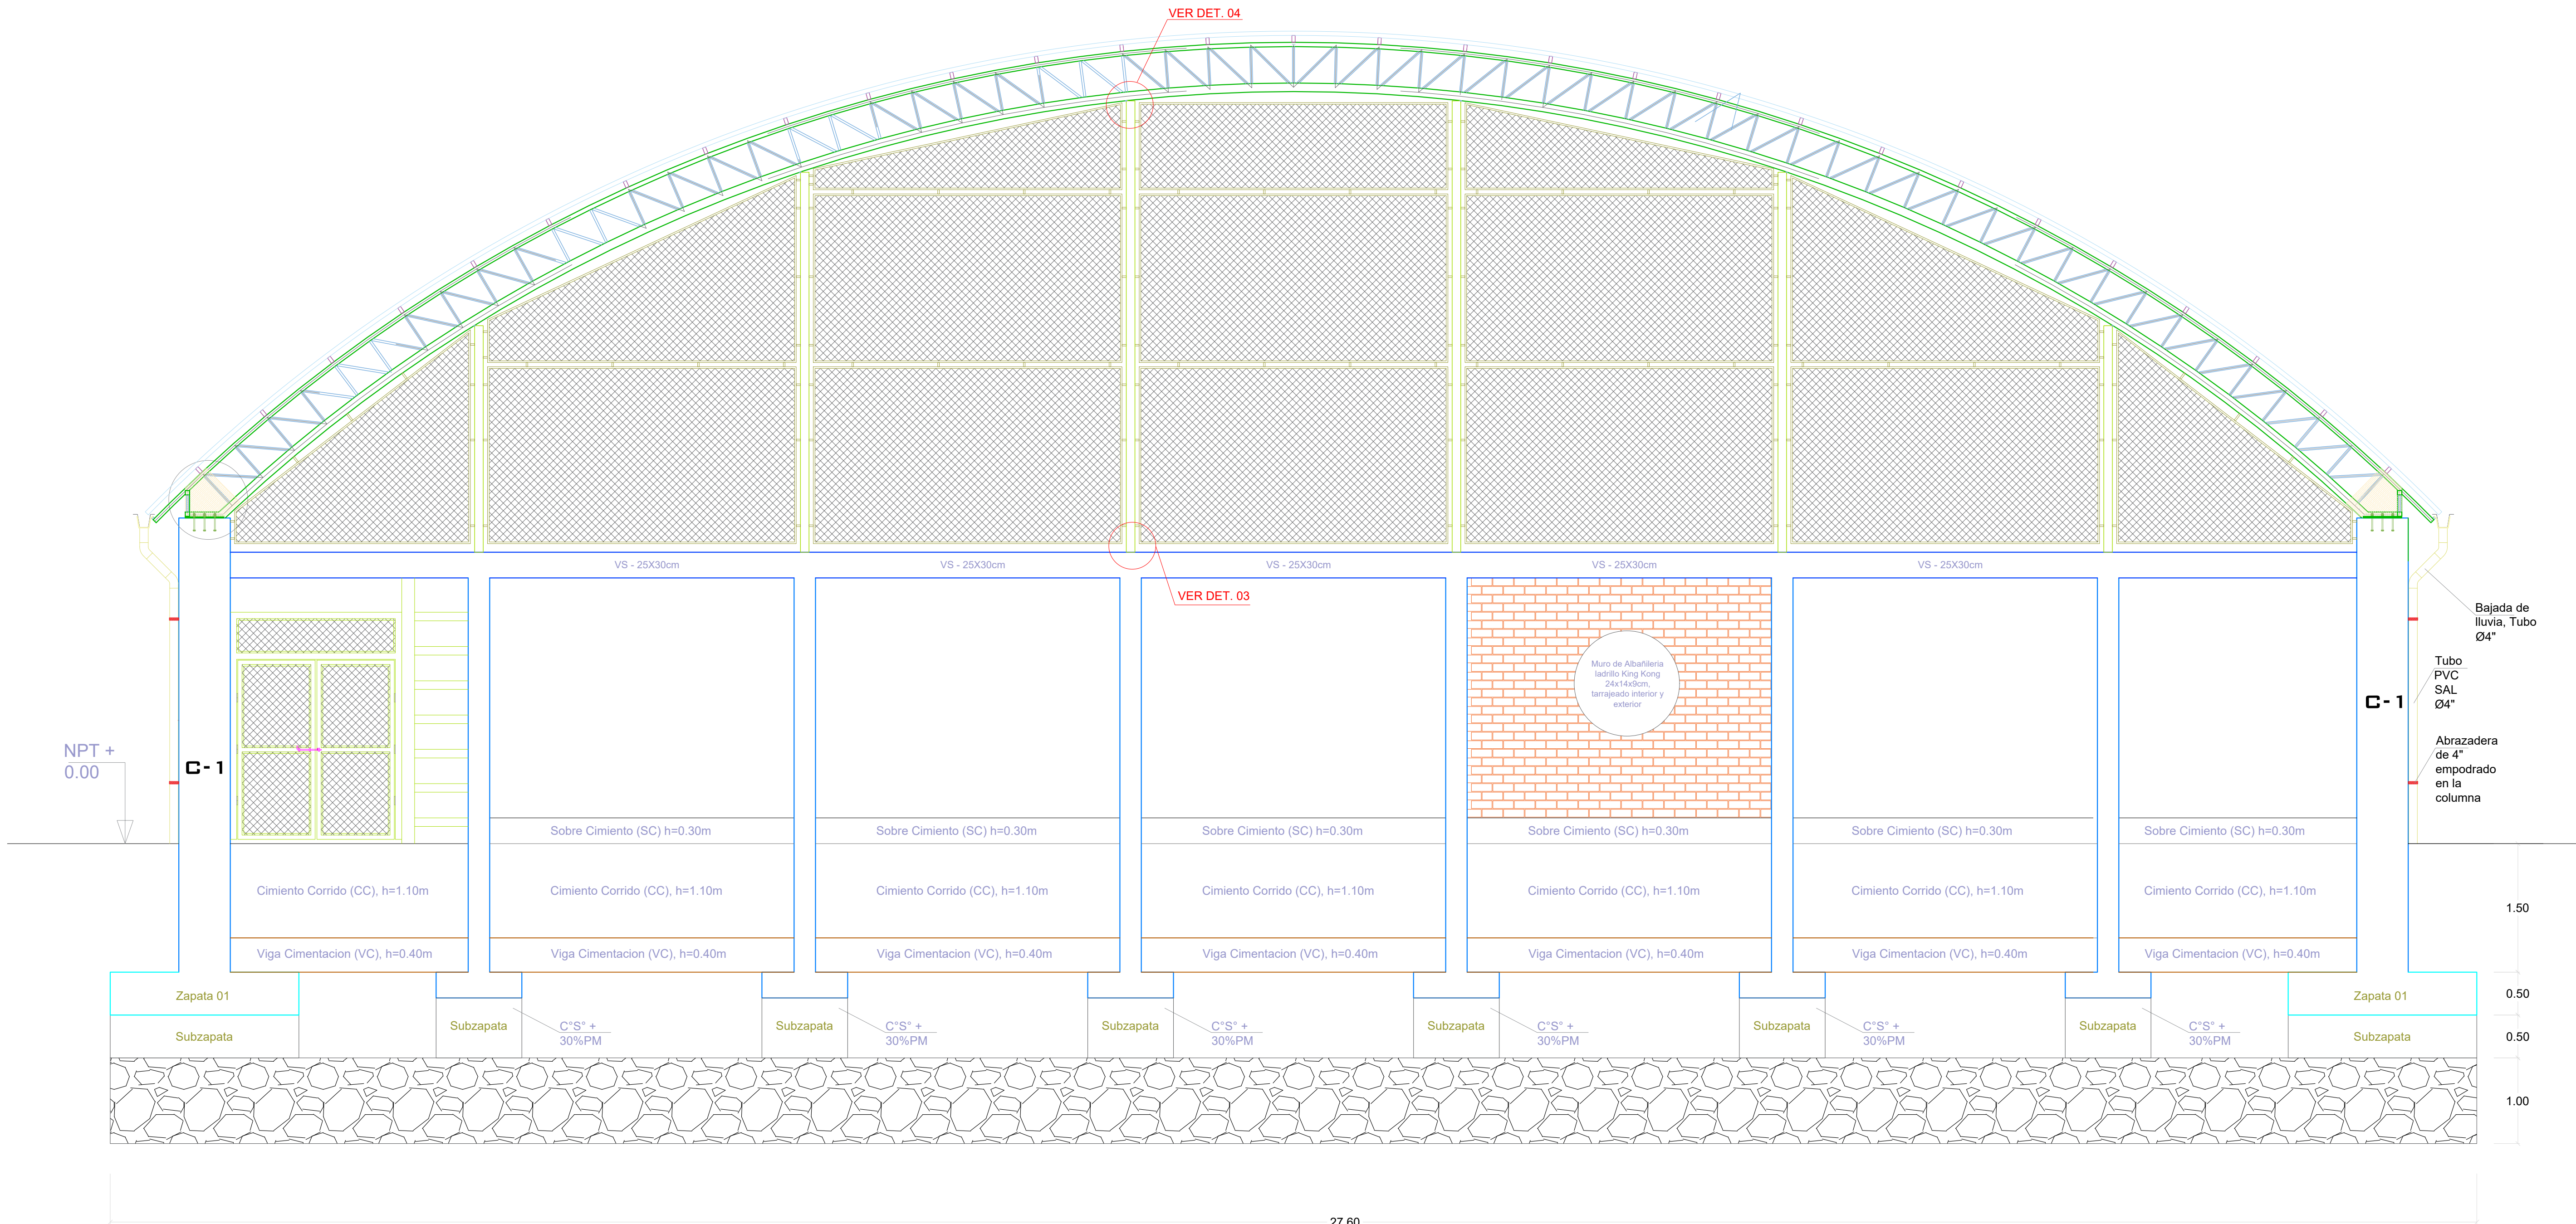 VER DET. 04
VS - 25X30cm
VS - 25X30cm
VS - 25X30cm
VS - 25X30cm
VS - 25X30cm
VER DET. 03
Bajada de
lluvia, Tubo
Ø4"
Muro de Albañileria
ladrillo King Kong
24x14x9cm,
tarrajeado interior y
exterior
Tubo
PVC
SAL
Ø4"
C-1
C-1
NPT +
0.00
Abrazadera
de 4"
empodrado
en la
columna
Sobre Cimiento (SC) h=0.30m
Sobre Cimiento (SC) h=0.30m
Sobre Cimiento (SC) h=0.30m
Sobre Cimiento (SC) h=0.30m
Sobre Cimiento (SC) h=0.30m
Sobre Cimiento (SC) h=0.30m
Cimiento Corrido (CC), h=1.10m
Cimiento Corrido (CC), h=1.10m
Cimiento Corrido (CC), h=1.10m
Cimiento Corrido (CC), h=1.10m
Cimiento Corrido (CC), h=1.10m
Cimiento Corrido (CC), h=1.10m
Cimiento Corrido (CC), h=1.10m
1.50
Viga Cimentacion (VC), h=0.40m
Viga Cimentacion (VC), h=0.40m
Viga Cimentacion (VC), h=0.40m
Viga Cimentacion (VC), h=0.40m
Viga Cimentacion (VC), h=0.40m
Viga Cimentacion (VC), h=0.40m
Viga Cimentacion (VC), h=0.40m
Zapata 01
Zapata 01
0.50
Subzapata
Subzapata
C°S° +
30%PM
Subzapata
C°S° +
30%PM
Subzapata
C°S° +
30%PM
Subzapata
C°S° +
30%PM
Subzapata
C°S° +
30%PM
Subzapata
C°S° +
30%PM
Subzapata
0.50
1.00
27.60